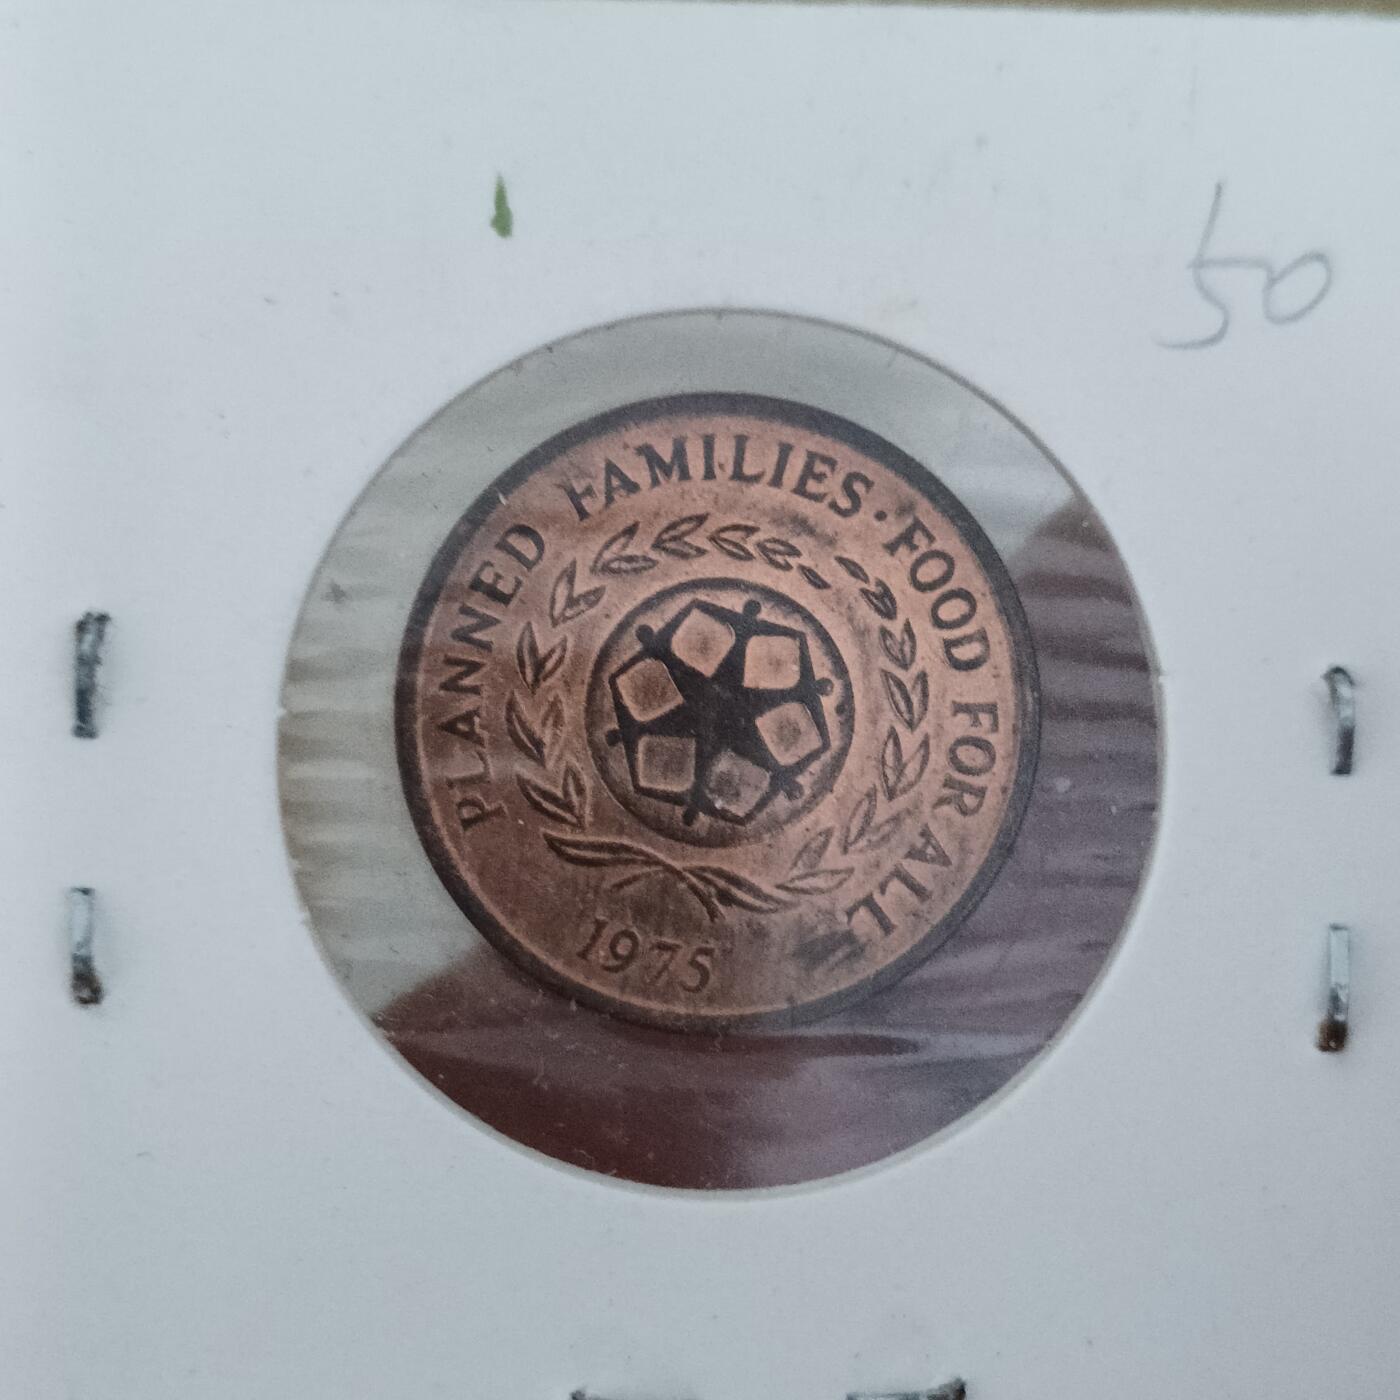 50
PLANNED FAMILIES · FOOD FOR ALL
1975